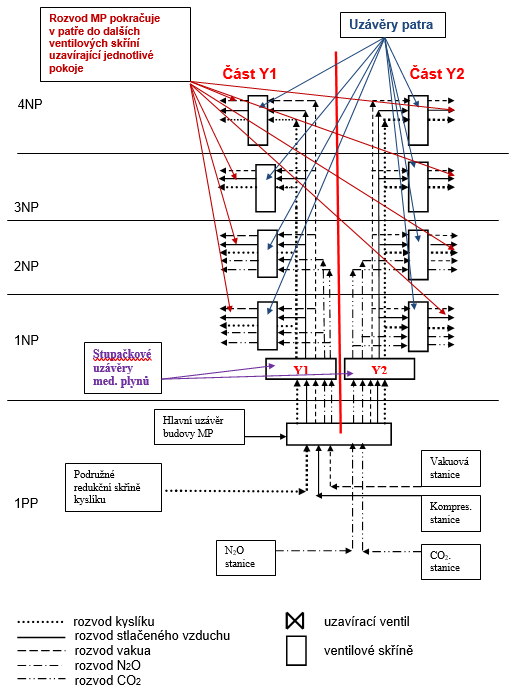 Rozvod MP pokračuje
v patře do dalších
ventilových skříní
uzavírající jednotlivé
pokoje
Uzávěry patra
Část Y1
Část Y2
4NP
3NP
2NP
1NP
Stupačkové
uzávěry
med. plynů
Y1
Y2
Hlavní uzávěr
budovy MP
Podružné
redukční skříně
kyslíku
Vakuová
stanice
Kompres.
stanice
1PP
N₂O
stanice
CO₂.
stanice
rozvod kyslíku
rozvod stlačeného vzduchu
rozvod vakua
rozvod N2O
rozvod CO₂
uzavírací ventil
ventilové skříně